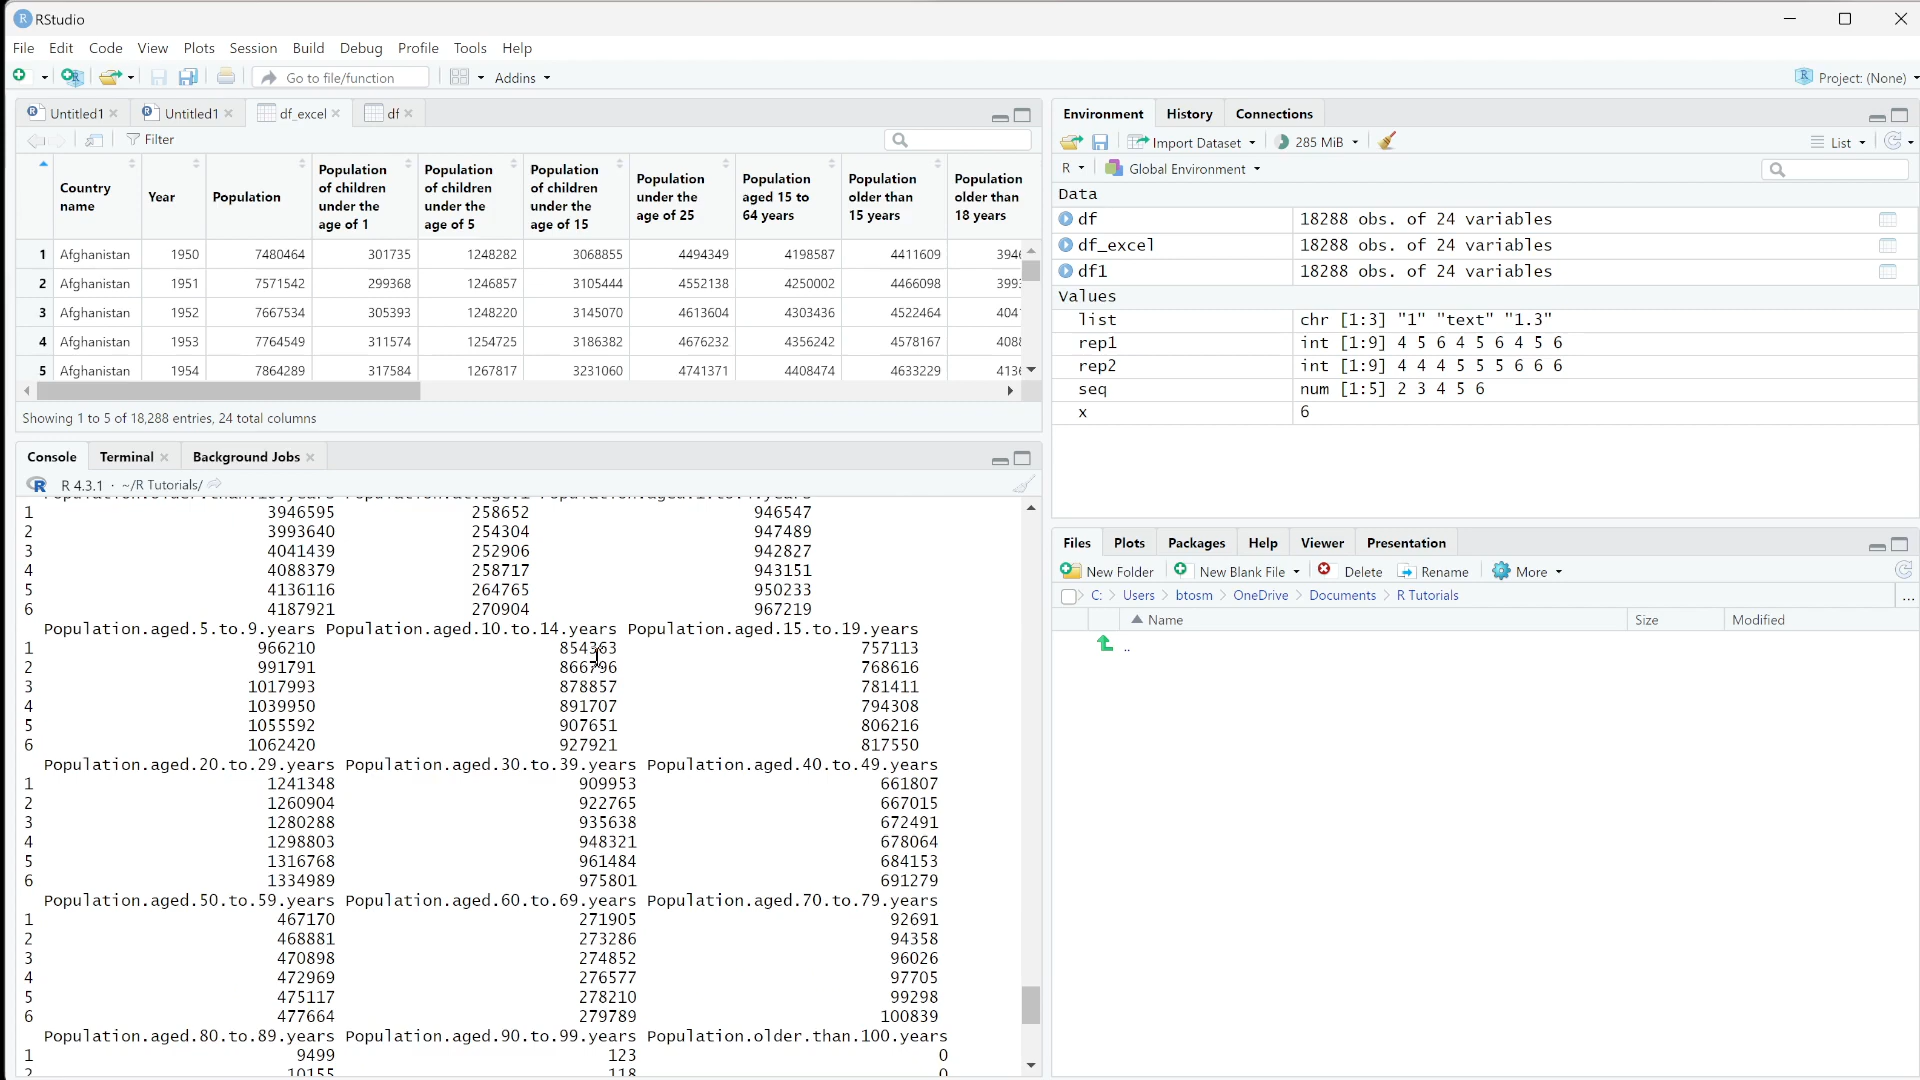 RStudio
File Edit Code View Plots Session Build Debug Profile Tools Help
Go to file/function Addins Project: (None)
Untitled1 Untitled1 df_excel df
Filter
Country name Year Population Population of children under the age of 1 Population of children under the age of 5 Population of children under the age of 15 Population under the age of 25 Population aged 15 to 64 years Population older than 15 years Population older than 18 years
1 Afghanistan 1950 7480464 301735 1248282 3068855 4494349 4198587 4411609 394
2 Afghanistan 1951 7571542 299368 1246857 3105444 4552138 4250002 4466098 399
3 Afghanistan 1952 7667534 305393 1248220 3145070 4613604 4303436 4522464 404
4 Afghanistan 1953 7764549 311574 1254725 3186382 4676232 4356242 4578167 408
5 Afghanistan 1954 7864289 317584 1267817 3231060 4741371 4408474 4633229 413
Showing 1 to 5 of 18,288 entries, 24 total columns
Console Terminal Background Jobs
R 4.3.1 · ~/R Tutorials/
1 3946595 258652 946547
2 3993640 254304 947489
3 4041439 252906 942827
4 4088379 258717 943151
5 4136116 264765 950233
6 4187921 270904 967219
Population.aged.5.to.9.years Population.aged.10.to.14.years Population.aged.15.to.19.years
1 966210 854363 757113
2 991791 866796 768616
3 1017993 878857 781411
4 1039950 891707 794308
5 1055592 907651 806216
6 1062420 927921 817550
Population.aged.20.to.29.years Population.aged.30.to.39.years Population.aged.40.to.49.years
1 1241348 909953 661807
2 1260904 922765 667015
3 1280288 935638 672491
4 1298803 948321 678064
5 1316768 961484 684153
6 1334989 975801 691279
Population.aged.50.to.59.years Population.aged.60.to.69.years Population.aged.70.to.79.years
1 467170 271905 92691
2 468881 273286 94358
3 470898 274852 96026
4 472969 276577 97705
5 475117 278210 99298
6 477664 279789 100839
Population.aged.80.to.89.years Population.aged.90.to.99.years Population.older.than.100.years
1 9499 123 0
2 10155 118 0
Environment History Connections
Import Dataset 285 MiB List
R Global Environment
Data
df 18288 obs. of 24 variables
df_excel 18288 obs. of 24 variables
df1 18288 obs. of 24 variables
Values
list chr [1:3] "1" "text" "1.3"
rep1 int [1:9] 4 5 6 4 5 6 4 5 6
rep2 int [1:9] 4 4 4 5 5 5 6 6 6
seq num [1:5] 2 3 4 5 6
x 6
Files Plots Packages Help Viewer Presentation
New Folder New Blank File Delete Rename More
C: > Users > btosm > OneDrive > Documents > R Tutorials ...
Name Size Modified
..